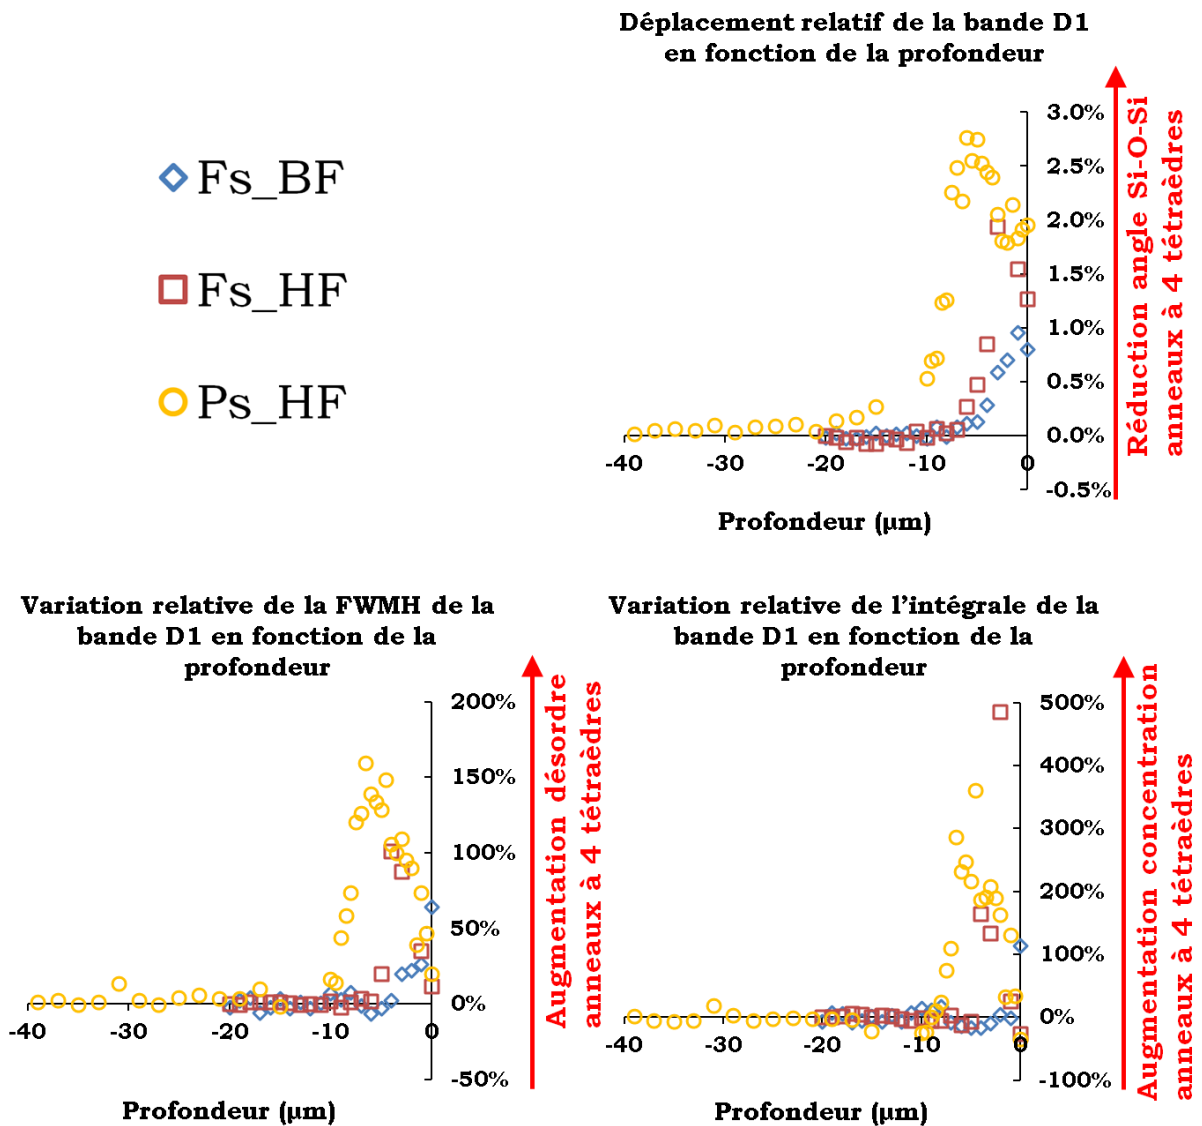 Déplacement relatif de la bande D1
en fonction de la profondeur
Fs_BF
Fs_HF
Ps_HF
3.0%
2.5%
2.0%
1.5%
1.0%
0.5%
0.0%
-0.5%
-40
-30
-20
-10
0
Profondeur (µm)
Réduction angle Si-O-Si
anneaux à 4 tétraèdres
Variation relative de la FWMH de la
bande D1 en fonction de la
profondeur
200%
150%
100%
50%
0%
-50%
-40
-30
-20
-10
0
Profondeur (µm)
Augmentation désordre
anneaux à 4 tétraèdres
Variation relative de l’intégrale de la
bande D1 en fonction de la
profondeur
500%
400%
300%
200%
100%
0%
-100%
-40
-30
-20
-10
0
Profondeur (µm)
Augmentation concentration
anneaux à 4 tétraèdres